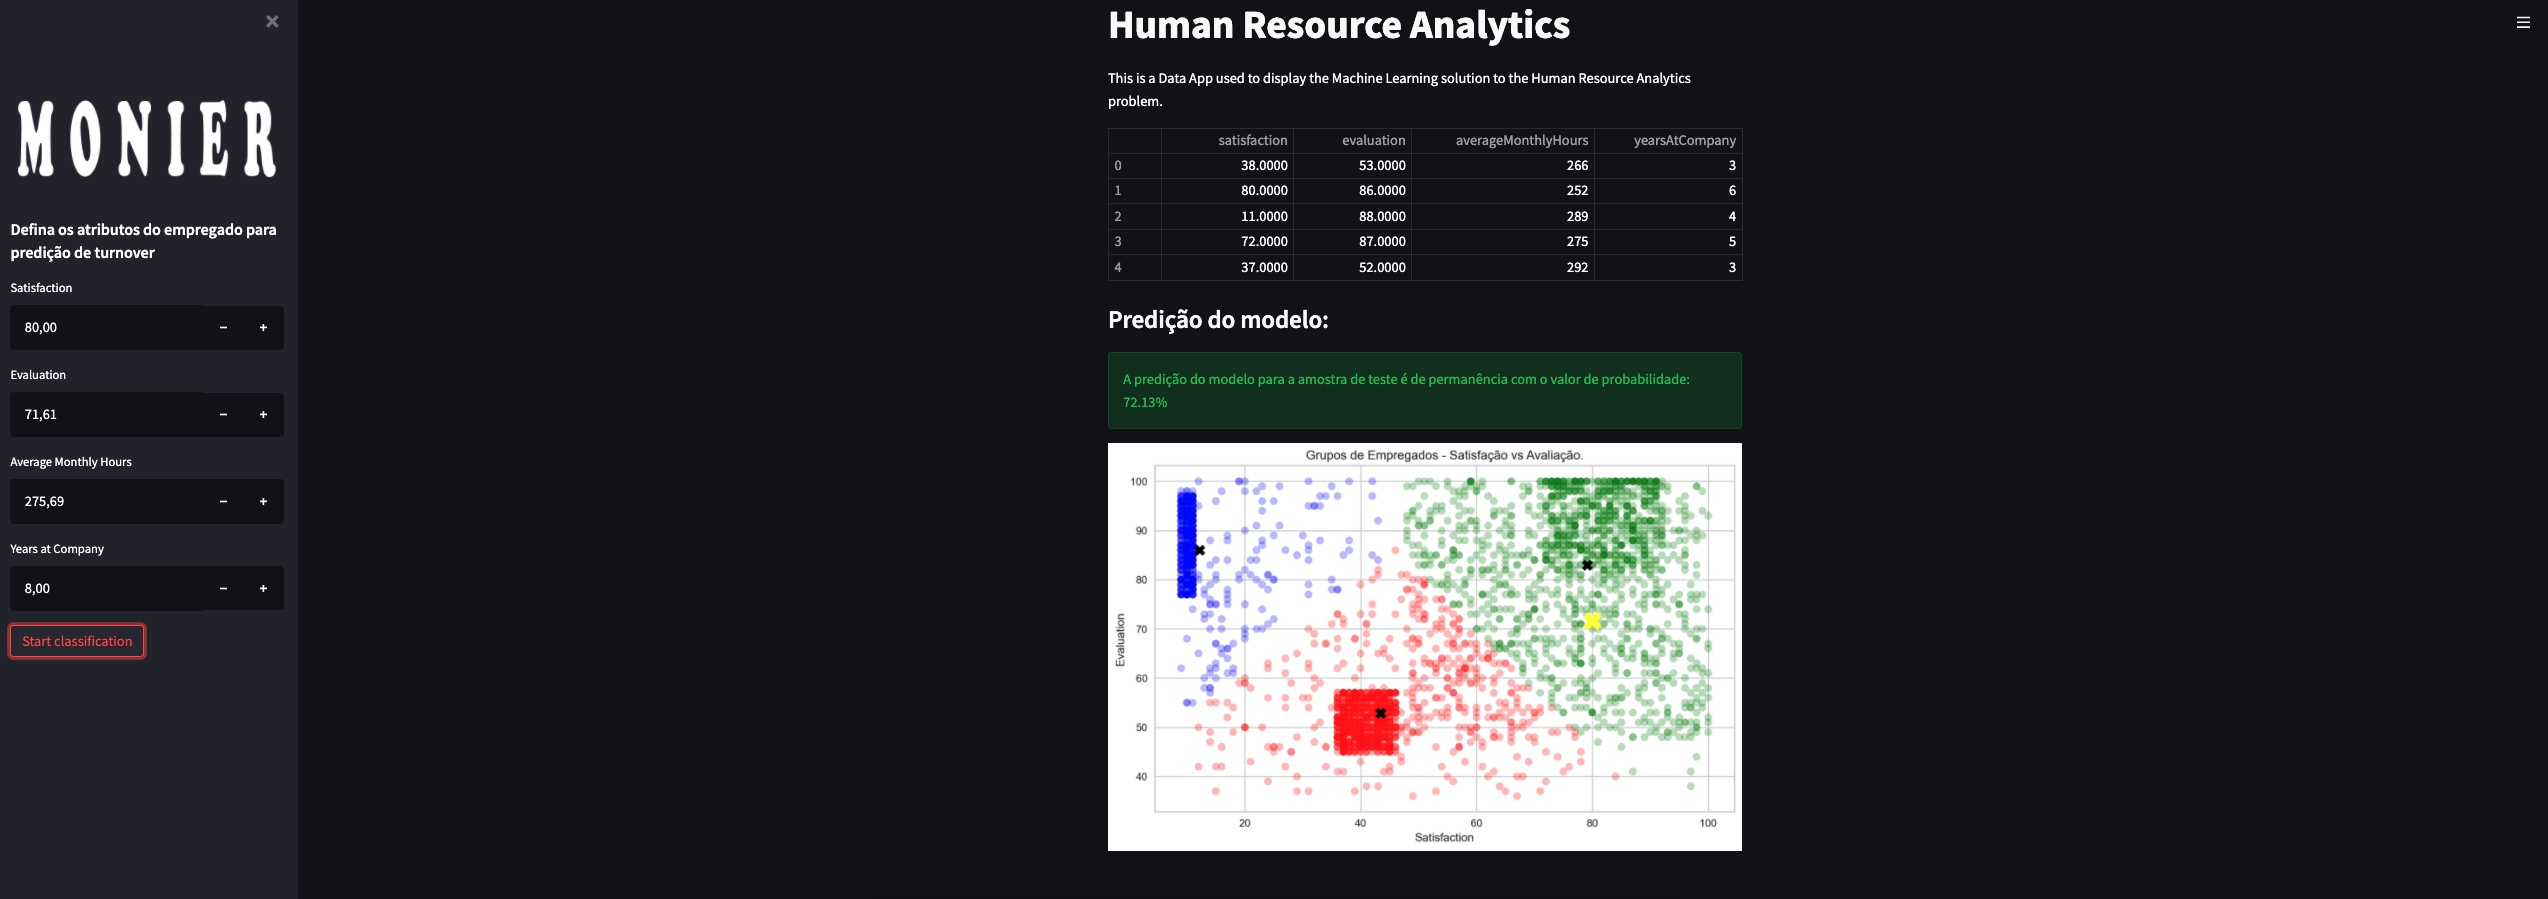 MONIER
Defina os atributos do empregado para
predição de turnover
Satisfaction
80,00
Evaluation
71,61
Average Monthly Hours
275,69
Years at Company
8,00
Start classification
Human Resource Analytics
This is a Data App used to display the Machine Learning solution to the Human Resource Analytics
problem.
satisfaction evaluation averageMonthlyHours yearsAtCompany
0 38.0000 53.0000 266 3
1 80.0000 86.0000 252 6
2 11.0000 88.0000 289 4
3 72.0000 87.0000 275 5
4 37.0000 52.0000 292 3
Predição do modelo:
A predição do modelo para a amostra de teste é de permanência com o valor de probabilidade:
72.13%
Grupos de Empregados - Satisfação vs Avaliação.
100
90
80
70
60
50
40
Evaluation
20 40 60 80 100
Satisfaction